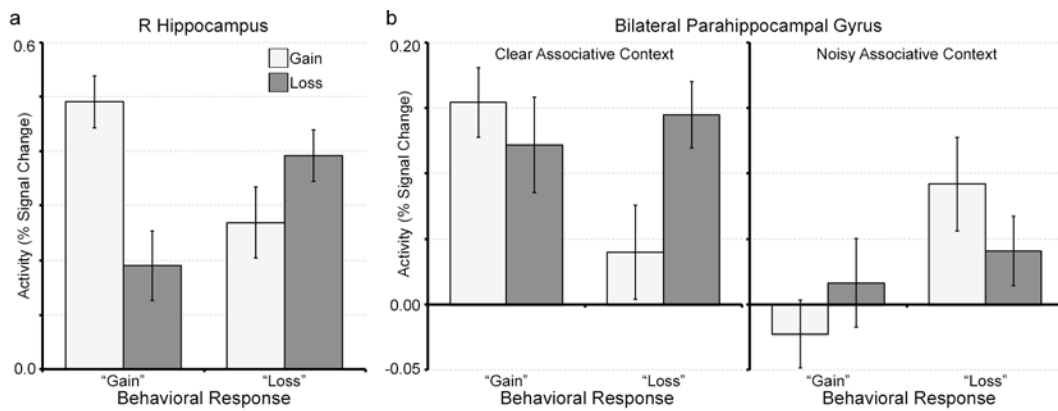 a
R Hippocampus
0.6
Gain
Loss
Activity (% Signal Change)
0.0
"Gain"
"Loss"
Behavioral Response
b
Bilateral Parahippocampal Gyrus
0.20
Clear Associative Context
Noisy Associative Context
Activity (% Signal Change)
0.00
-0.05
"Gain"
"Loss"
"Gain"
"Loss"
Behavioral Response
Behavioral Response